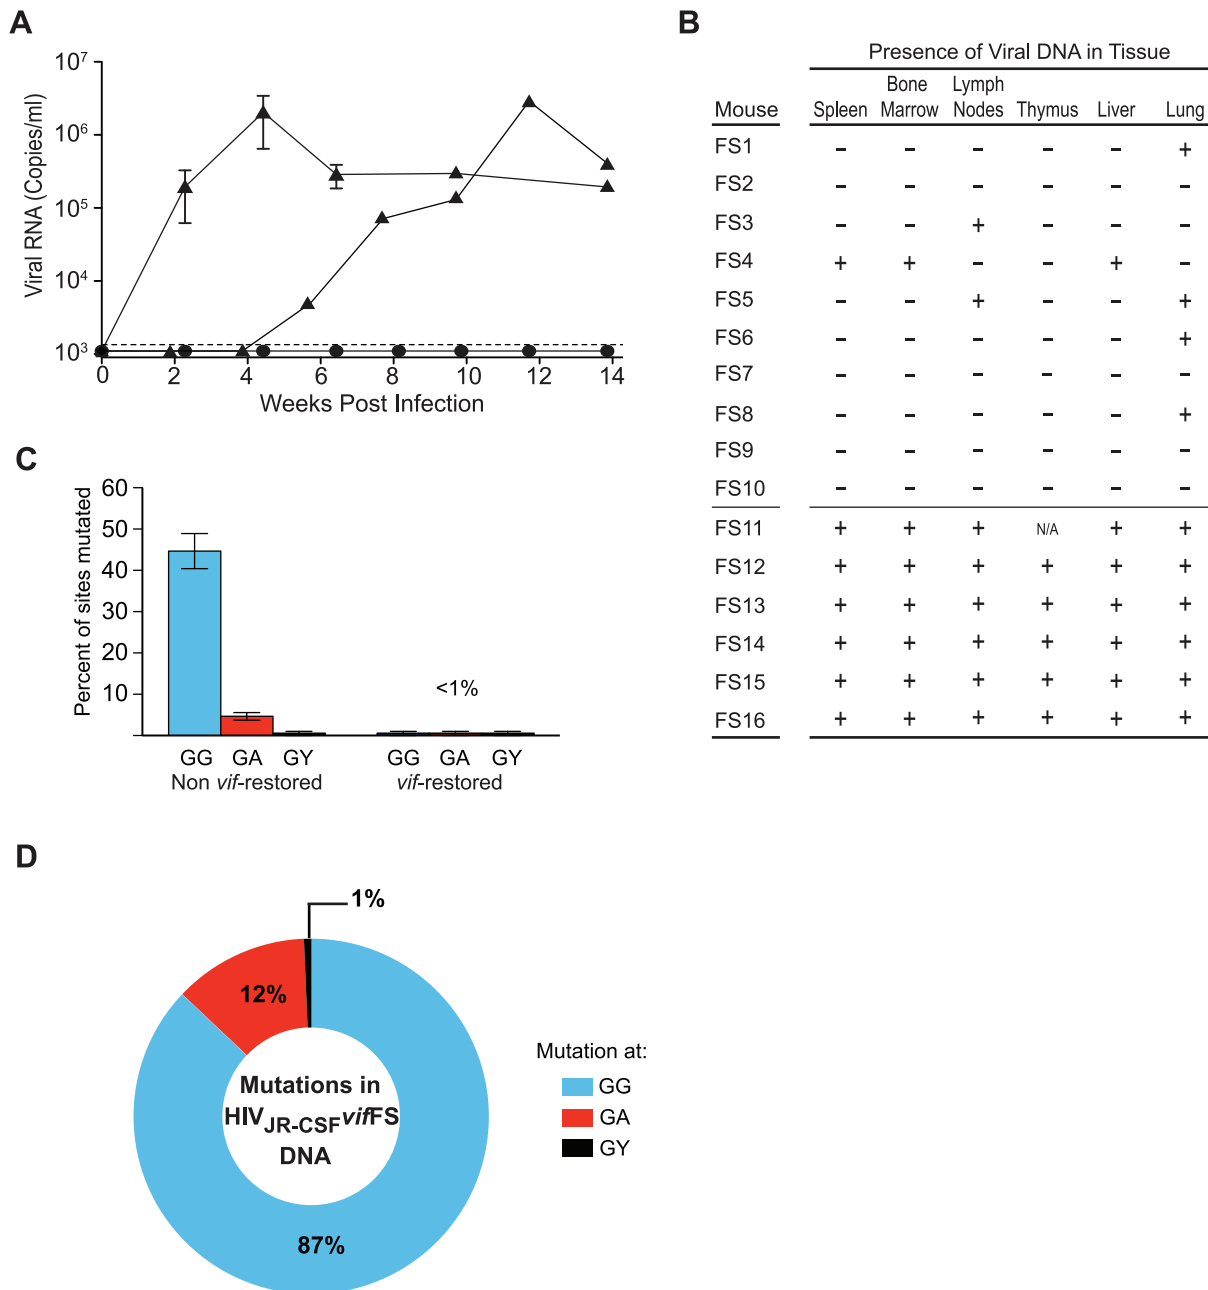 A
10^7
10^6
10^5
10^4
10^3
Viral RNA (Copies/ml)
0 2 4 6 8 10 12 14
Weeks Post Infection
B
Presence of Viral DNA in Tissue
Mouse Spleen Bone Marrow Lymph Nodes Thymus Liver Lung
FS1 – – – – – +
FS2 – – – – – –
FS3 – – + – – –
FS4 + + – – + –
FS5 – – + – – +
FS6 – – – – – +
FS7 – – – – – –
FS8 – – – – – +
FS9 – – – – – –
FS10 – – – – – –
FS11 + + + N/A + +
FS12 + + + + + +
FS13 + + + + + +
FS14 + + + + + +
FS15 + + + + + +
FS16 + + + + + +
C
60
50
40
30
20
10
Percent of sites mutated
<1%
GG GA GY GG GA GY
Non vif-restored vif-restored
D
1%
12%
87%
Mutations in
HIV_JR-CSF vifFS
DNA
Mutation at:
GG
GA
GY